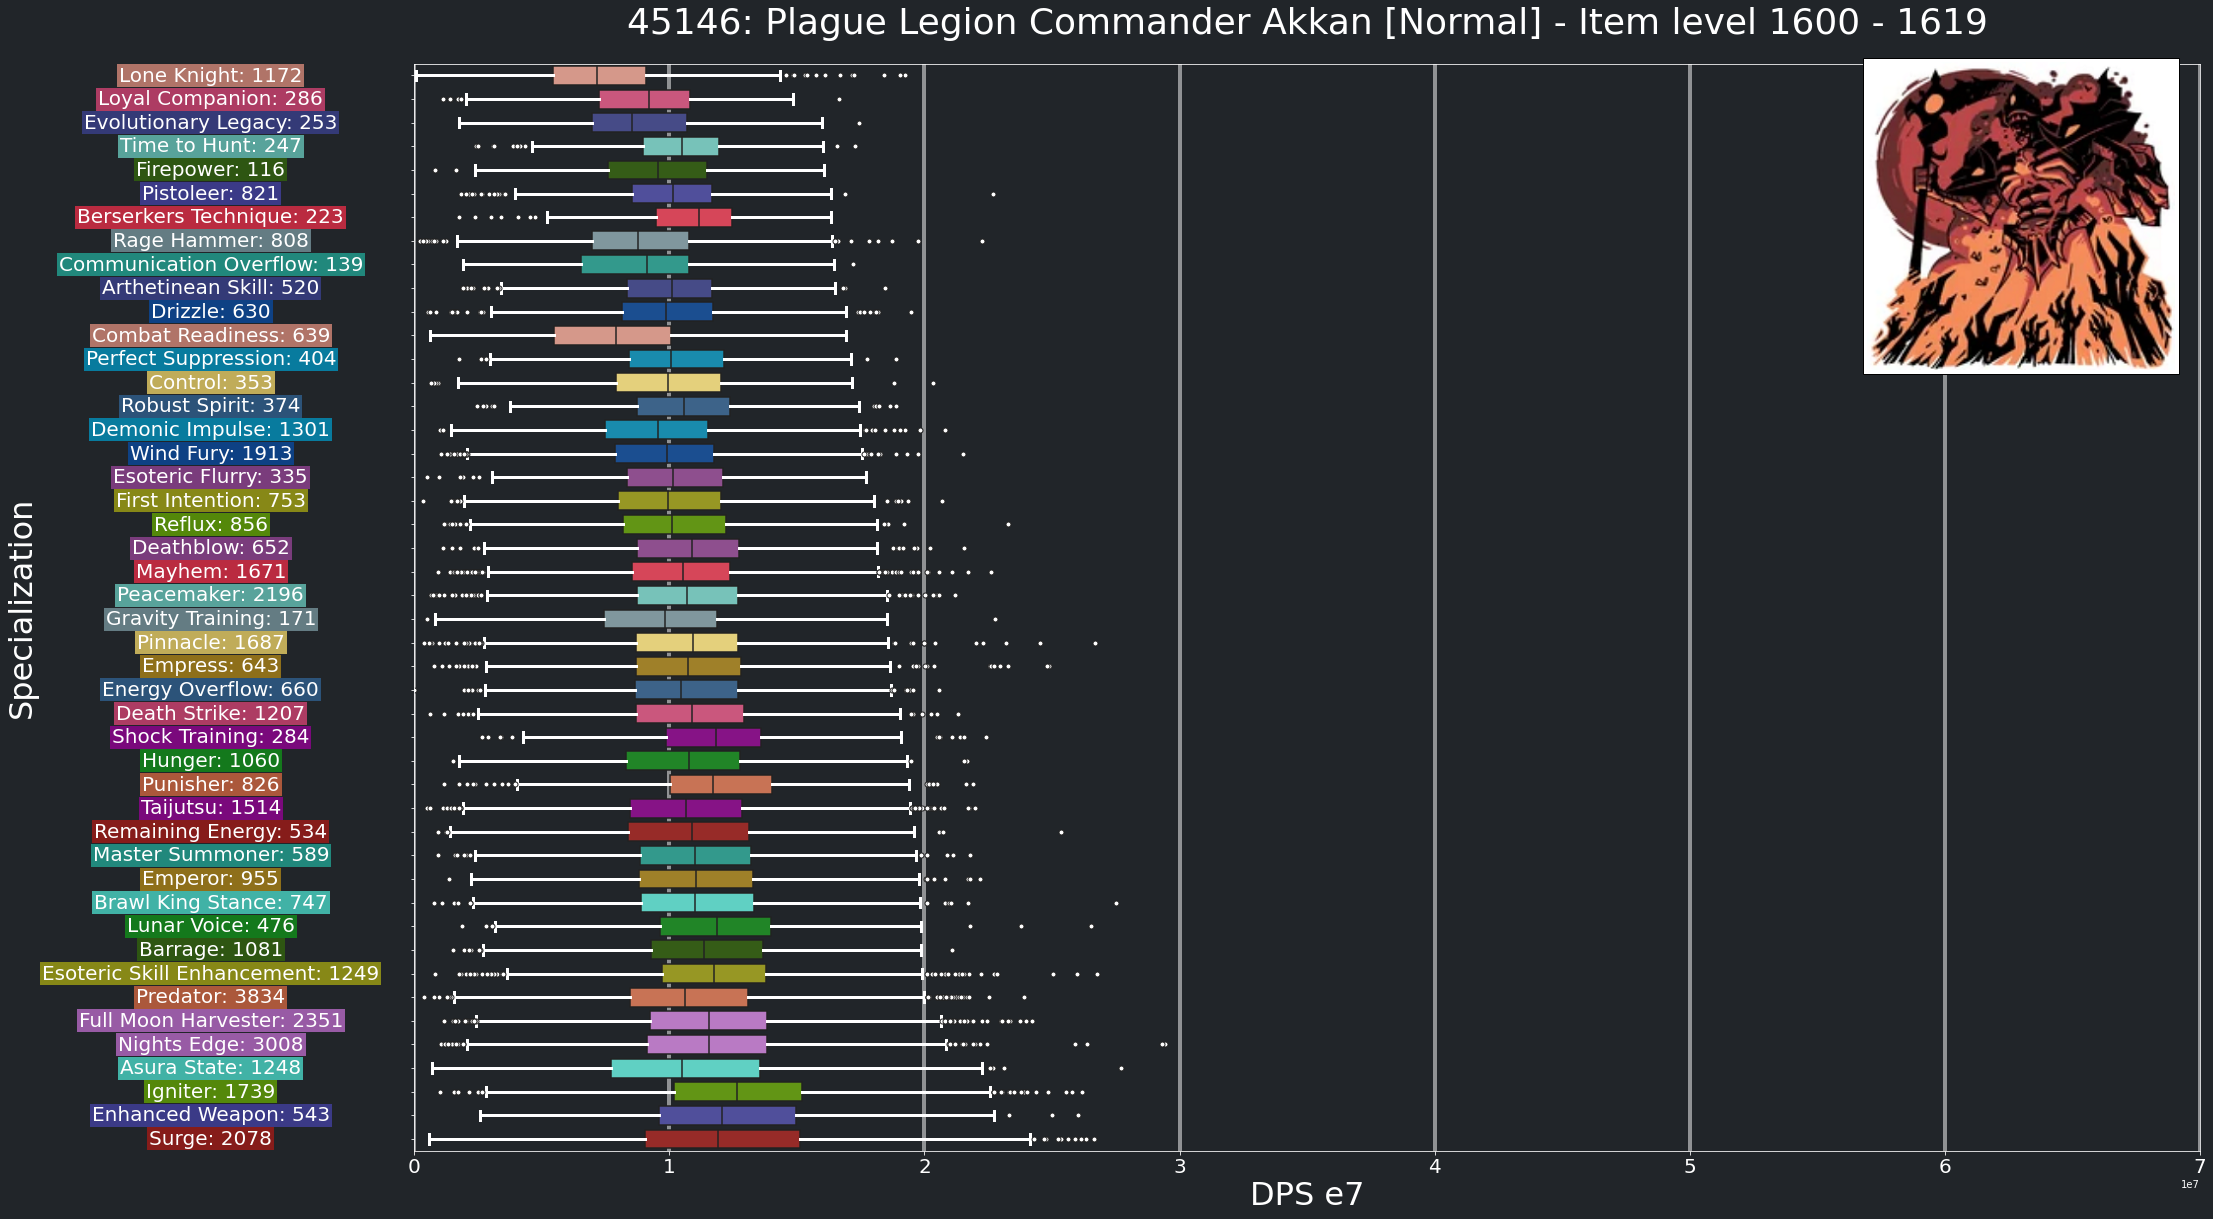 45146: Plague Legion Commander Akkan [Normal] - Item level 1600 - 1619
Lone Knight: 1172
Loyal Companion: 286
Evolutionary Legacy: 253
Time to Hunt: 247
Firepower: 116
Pistoleer: 821
Berserkers Technique: 223
Rage Hammer: 808
Communication Overflow: 139
Arthetinean Skill: 520
Drizzle: 630
Combat Readiness: 639
Perfect Suppression: 404
Control: 353
Robust Spirit: 374
Demonic Impulse: 1301
Wind Fury: 1913
Esoteric Flurry: 335
First Intention: 753
Reflux: 856
Deathblow: 652
Mayhem: 1671
Peacemaker: 2196
Gravity Training: 171
Pinnacle: 1687
Empress: 643
Energy Overflow: 660
Death Strike: 1207
Shock Training: 284
Hunger: 1060
Punisher: 826
Taijutsu: 1514
Remaining Energy: 534
Master Summoner: 589
Emperor: 955
Brawl King Stance: 747
Lunar Voice: 476
Barrage: 1081
Esoteric Skill Enhancement: 1249
Predator: 3834
Full Moon Harvester: 2351
Nights Edge: 3008
Asura State: 1248
Igniter: 1739
Enhanced Weapon: 543
Surge: 2078
Specialization
0 1 2 3 4 5 6 7
1e7
DPS e7